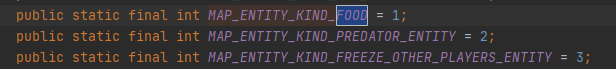 public static final int MAP_ENTITY_KIND_FOOD = 1;
public static final int MAP_ENTITY_KIND_PREDATOR_ENTITY = 2;
public static final int MAP_ENTITY_KIND_FREEZE_OTHER_PLAYERS_ENTITY = 3;